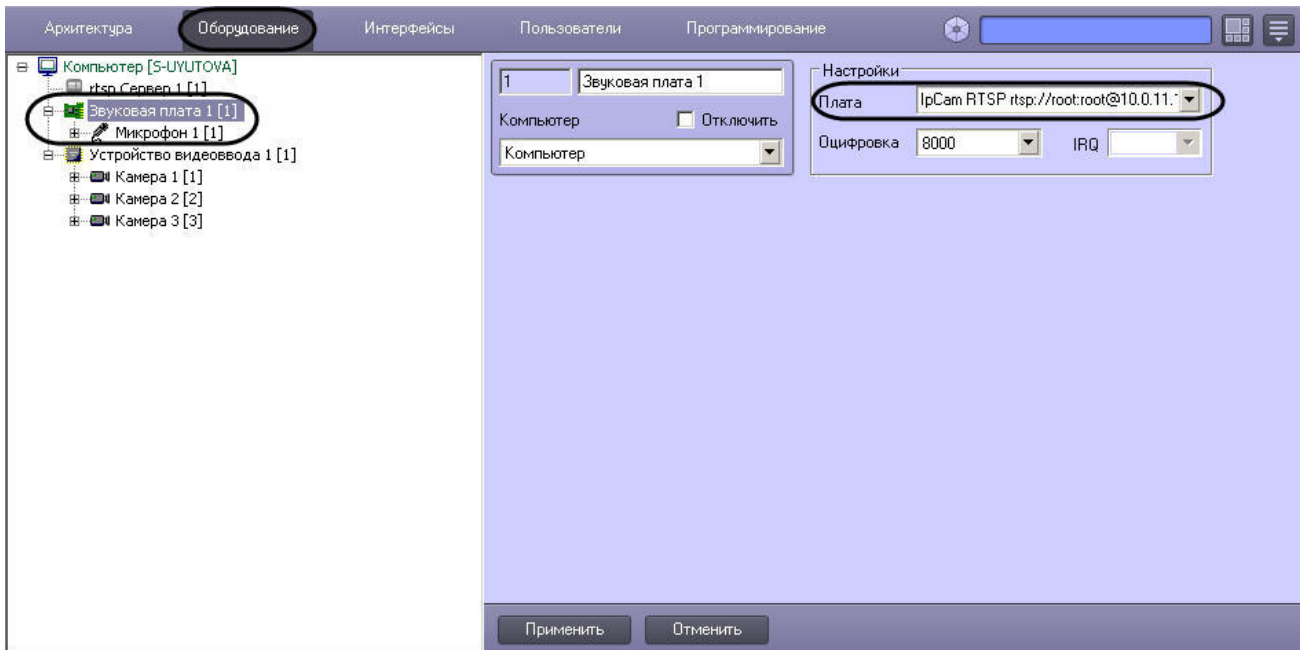 Архитектура Оборудование Интерфейсы Пользователи Программирование
Компьютер [S-UYUTOVA]
rtsp Сервер 1 [1]
Звуковая плата 1 [1]
Микрофон 1 [1]
Устройство видеоввода 1 [1]
Камера 1 [1]
Камера 2 [2]
Камера 3 [3]
1 Звуковая плата 1
Компьютер Отключить
Компьютер
Настройки
Плата IpCam RTSP rtsp://root:root@10.0.11.
Оцифровка 8000 IRQ
Применить Отменить